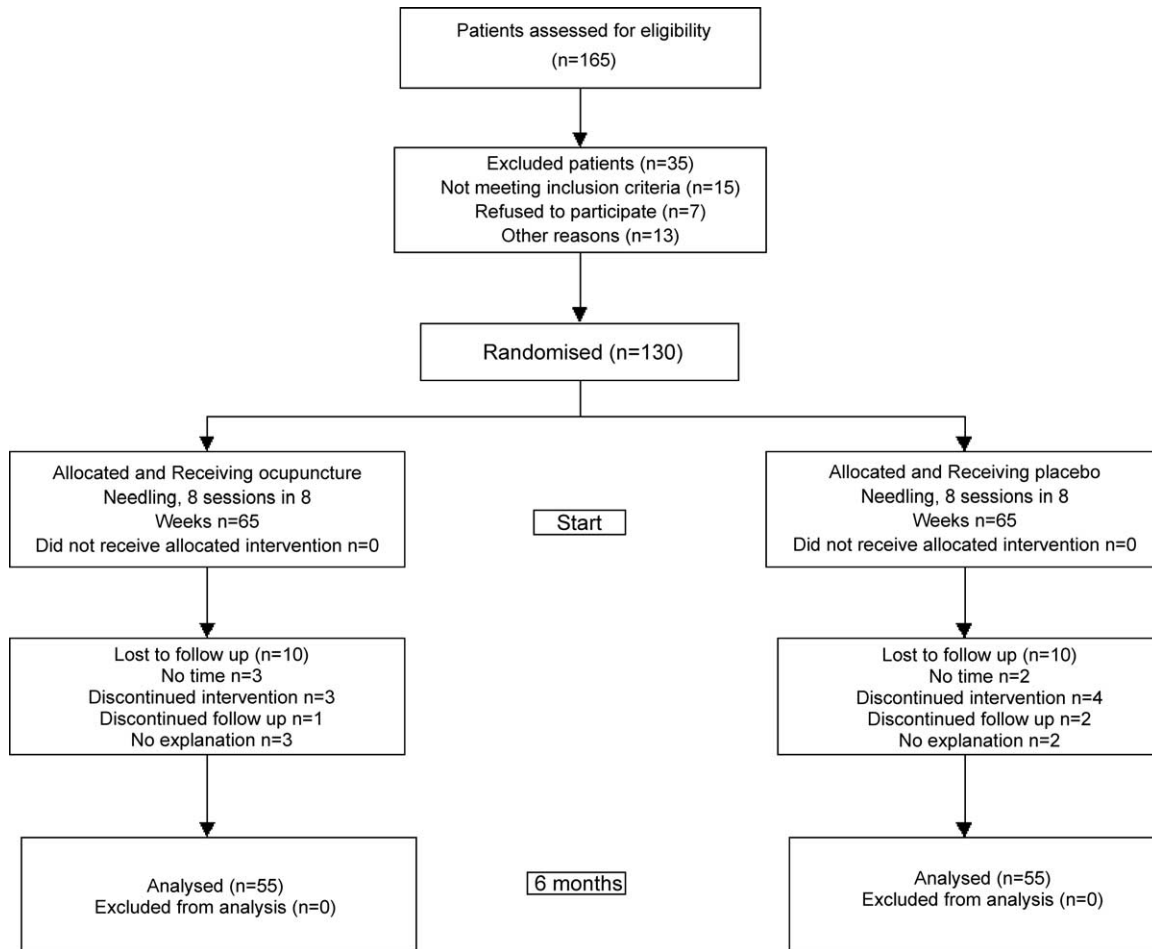 Patients assessed for eligibility
(n=165)
Excluded patients (n=35)
Not meeting inclusion criteria (n=15)
Refused to participate (n=7)
Other reasons (n=13)
Randomised (n=130)
Allocated and Receiving ocupuncture
Needling, 8 sessions in 8
Weeks n=65
Did not receive allocated intervention n=0
Start
Allocated and Receiving placebo
Needling, 8 sessions in 8
Weeks n=65
Did not receive allocated intervention n=0
Lost to follow up (n=10)
No time n=3
Discontinued intervention n=3
Discontinued follow up n=1
No explanation n=3
Lost to follow up (n=10)
No time n=2
Discontinued intervention n=4
Discontinued follow up n=2
No explanation n=2
Analysed (n=55)
Excluded from analysis (n=0)
6 months
Analysed (n=55)
Excluded from analysis (n=0)